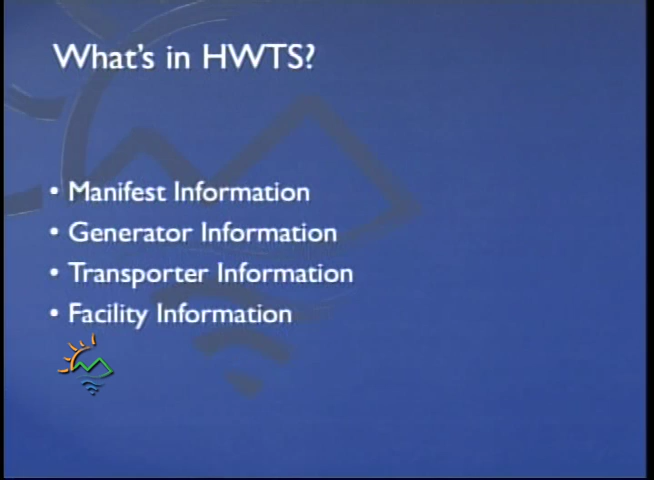 What's in HWTS?
• Manifest Information
• Generator Information
• Transporter Information
• Facility Information